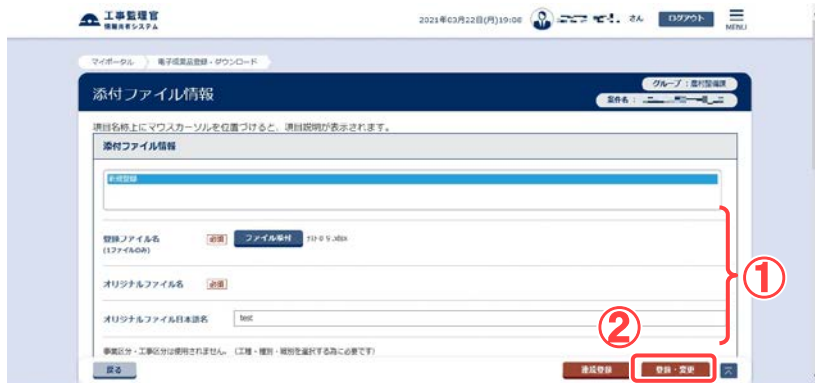 工事監理官
情報共有システム
2021年03月22日(月)19:08
さん
ログアウト
MENU
マイポータル
電子成果品登録・ダウンロード
添付ファイル情報
グループ：農村整備課
案件名：
項目名称上にマウスカーソルを位置づけると、項目説明が表示されます。
添付ファイル情報
新規登録
登録ファイル名
(1ファイルのみ)
必須
ファイル添付
オリジナルファイル名
必須
オリジナルファイル日本語名
test
事業区分・工事区分は使用されません。（工種・種別・細別を選択する為に必要です）
戻る
連続登録
登録・変更
①
②